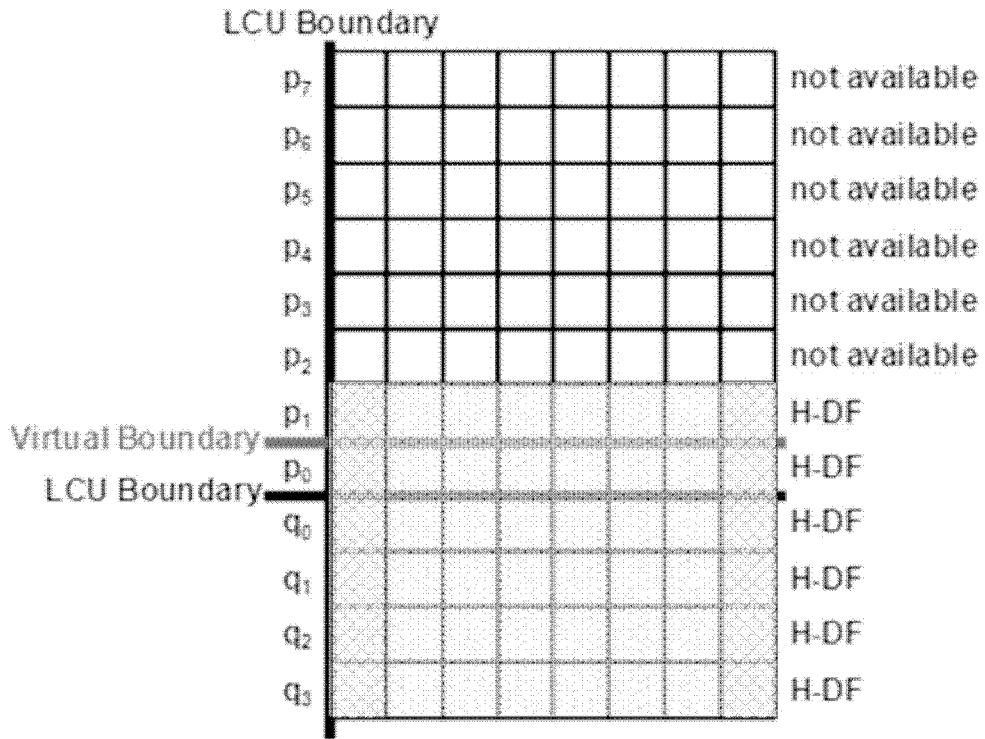 LCU Boundary
p₇ not available
p₆ not available
p₅ not available
p₄ not available
p₃ not available
p₂ not available
p₁ H-DF
Virtual Boundary
p₀ H-DF
LCU Boundary
q₀ H-DF
q₁ H-DF
q₂ H-DF
q₃ H-DF